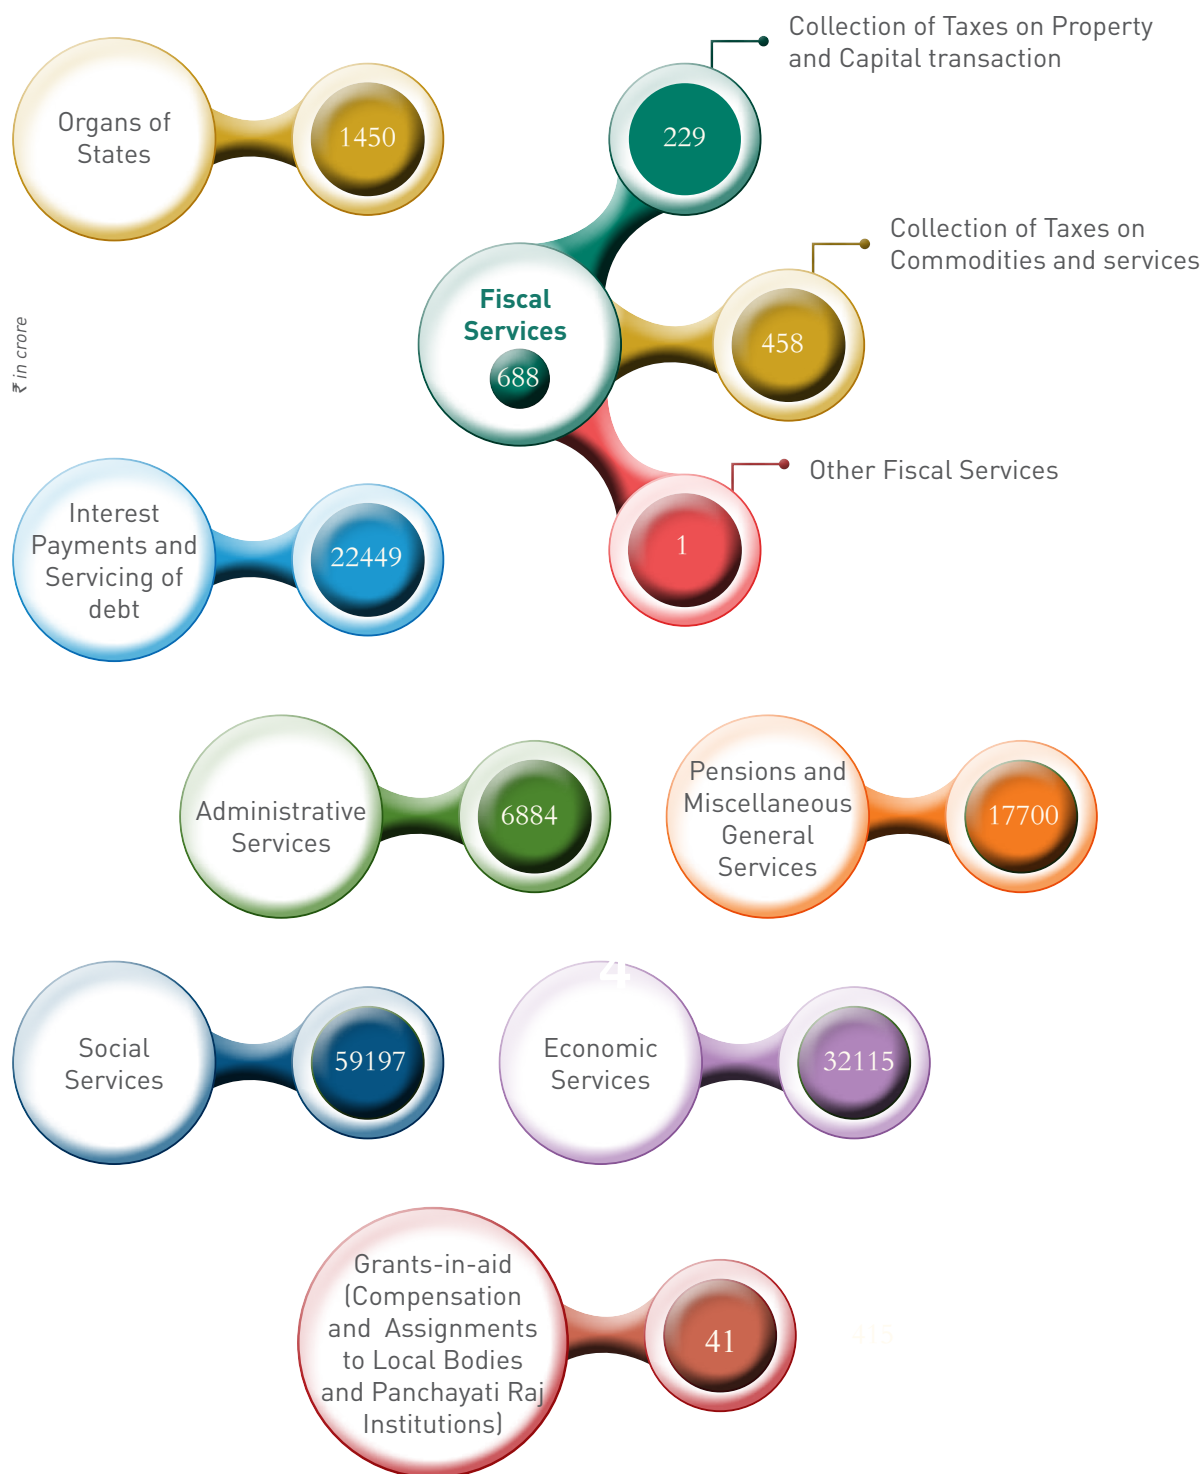 Collection of Taxes on Property
and Capital transaction
Organs of
States
1450
229
Collection of Taxes on
Commodities and services
Fiscal
Services
688
458
₹ in crore
Other Fiscal Services
1
Interest
Payments and
Servicing of
debt
22449
Administrative
Services
6884
Pensions and
Miscellaneous
General
Services
17700
4
Social
Services
59197
Economic
Services
32115
Grants-in-aid
(Compensation
and Assignments
to Local Bodies
and Panchayati Raj
Institutions)
41
415